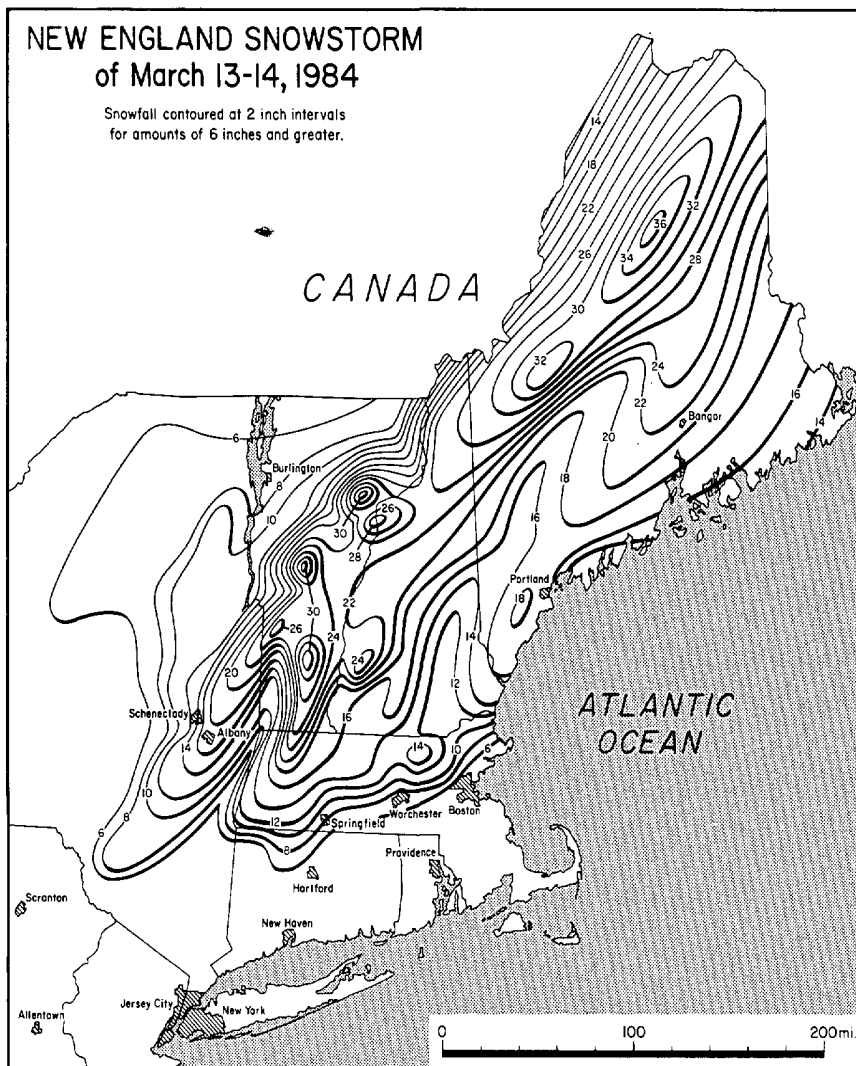 NEW ENGLAND SNOWSTORM
of March 13-14, 1984
Snowfall contoured at 2 inch intervals
for amounts of 6 inches and greater.
14
18
22
26
30
36
32
34
28
CANADA
32
24
22
20
Bangor
16
14
18
16
6
Burlington
8
10
30
26
28
Portland
18
22
30
26
24
14
12
20
24
16
Schenectady
Albany
14
14
10
6
ATLANTIC
OCEAN
10
8
6
12
8
Springfield
Worchester
Boston
Providence
Hartford
Scranton
New Haven
Jersey City
New York
Allentown
0
100
200mi.